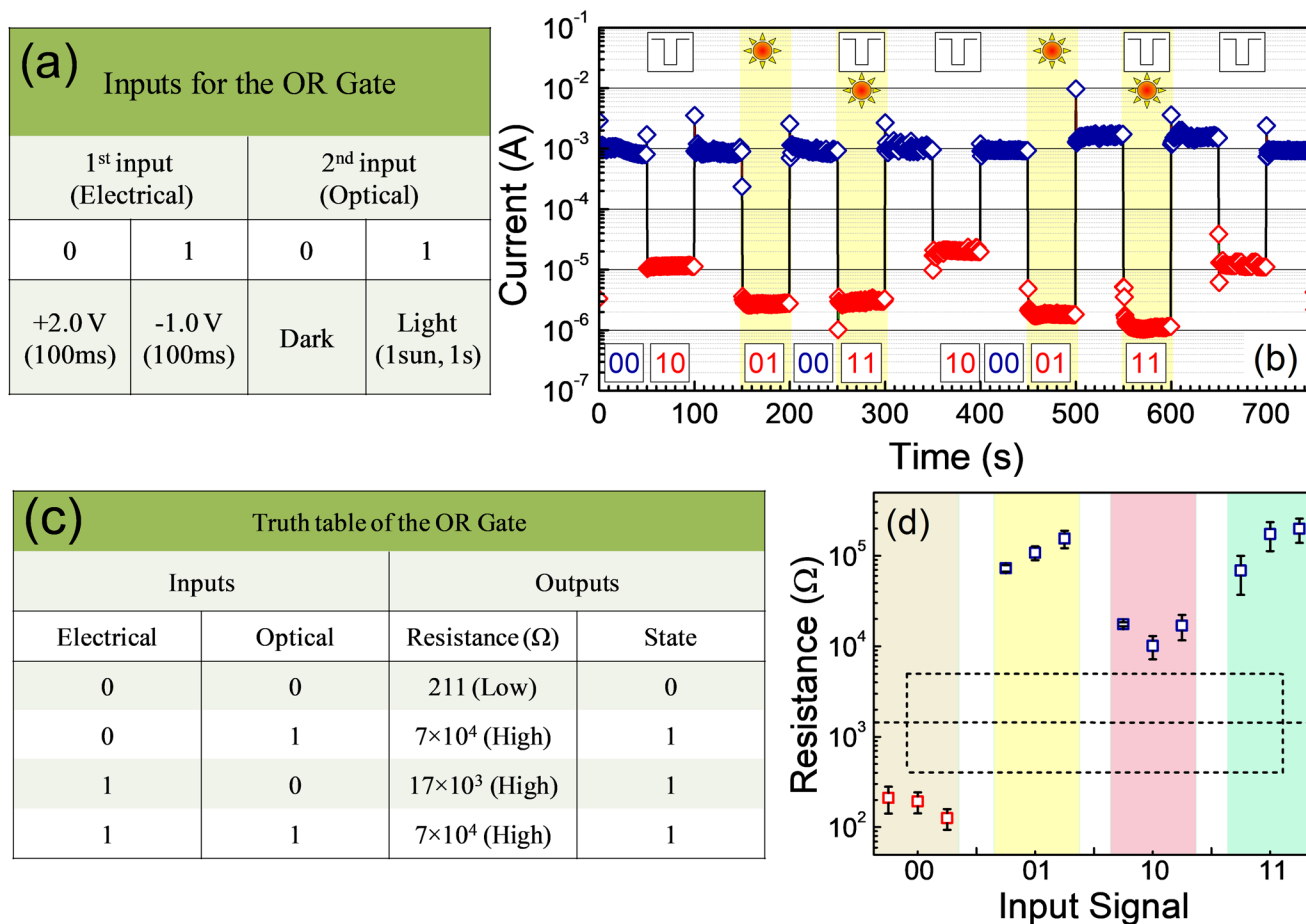 (a)
Inputs for the OR Gate
1st input
(Electrical)
2nd input
(Optical)
0 1 0 1
+2.0 V
(100ms)
-1.0 V
(100ms)
Dark
Light
(1sun, 1s)
Current (A)
10⁻¹
10⁻²
10⁻³
10⁻⁴
10⁻⁵
10⁻⁶
10⁻⁷
00 10 01 00 11 10 00 01 11
(b)
0 100 200 300 400 500 600 700
Time (s)
(c)
Truth table of the OR Gate
Inputs Outputs
Electrical Optical Resistance (Ω) State
0 0 211 (Low) 0
0 1 7×10⁴ (High) 1
1 0 17×10³ (High) 1
1 1 7×10⁴ (High) 1
(d)
Resistance (Ω)
10⁵
10⁴
10³
10²
00 01 10 11
Input Signal